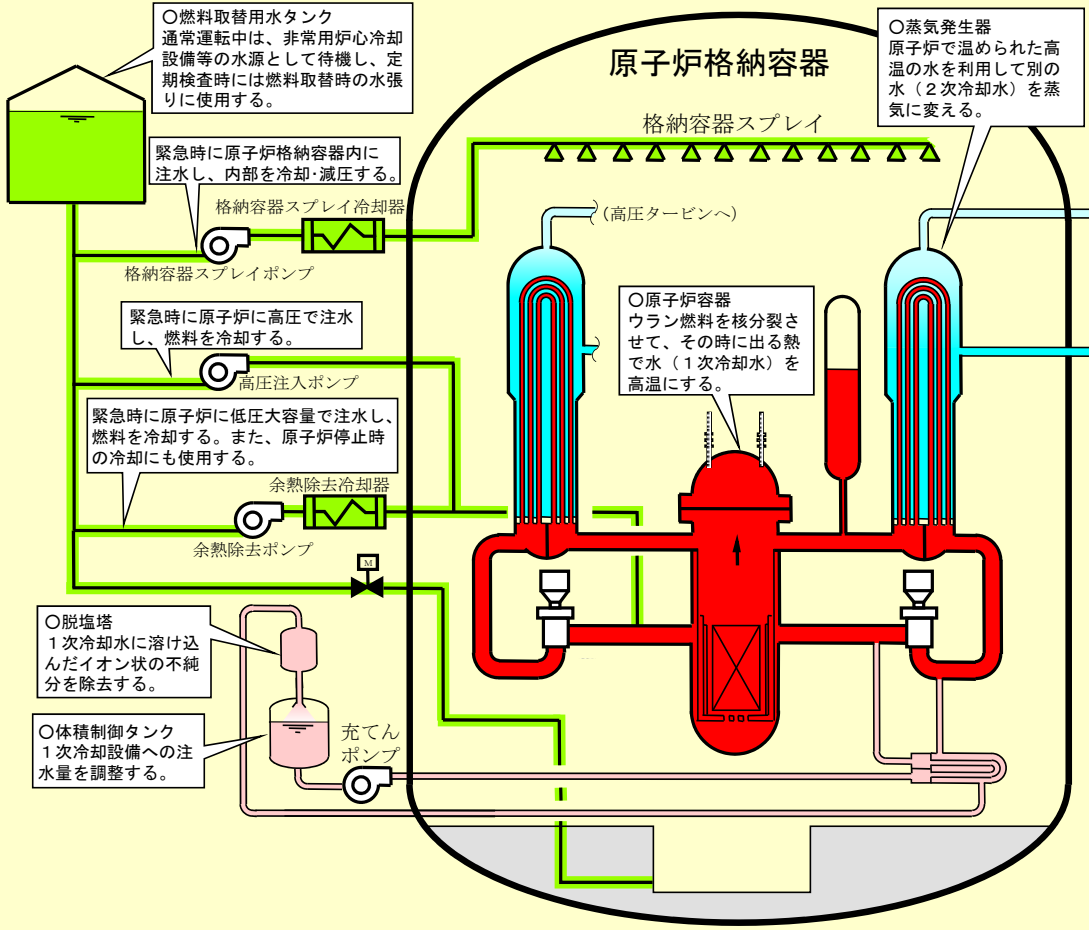 〇燃料取替用水タンク
通常運転中は、非常用炉心冷却
設備等の水源として待機し、定
期検査時には燃料取替時の水張
りに使用する。
原子炉格納容器
〇蒸気発生器
原子炉で温められた高
温の水を利用して別の
水（２次冷却水）を蒸
気に変える。
格納容器スプレイ
緊急時に原子炉格納容器内に
注水し、内部を冷却・減圧する。
格納容器スプレイ冷却器
(高圧タービンへ)
格納容器スプレイポンプ
〇原子炉容器
ウラン燃料を核分裂さ
せて、その時に出る熱
で水（１次冷却水）を
高温にする。
緊急時に原子炉に高圧で注水
し、燃料を冷却する。
高圧注入ポンプ
緊急時に原子炉に低圧大容量で注水し、
燃料を冷却する。また、原子炉停止時
の冷却にも使用する。
余熱除去冷却器
余熱除去ポンプ
M
〇脱塩塔
１次冷却水に溶け込
んだイオン状の不純
分を除去する。
〇体積制御タンク
１次冷却設備への注
水量を調整する。
充てん
ポンプ